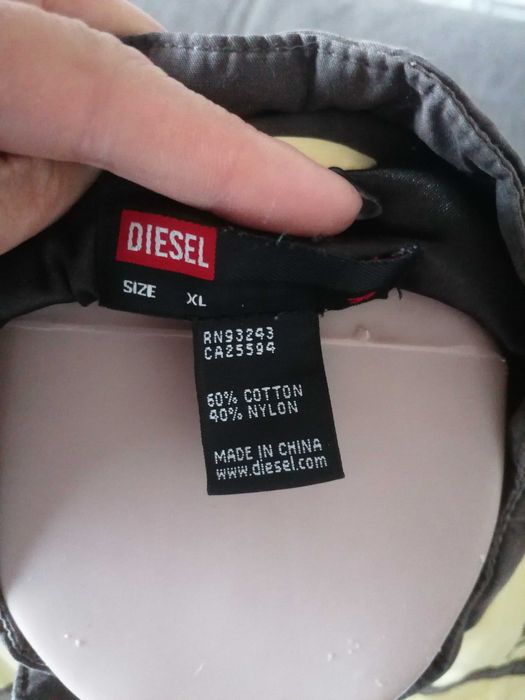 DIESEL
SIZE XL
RN93243
CA25594
60% COTTON
40% NYLON
MADE IN CHINA
www.diesel.com